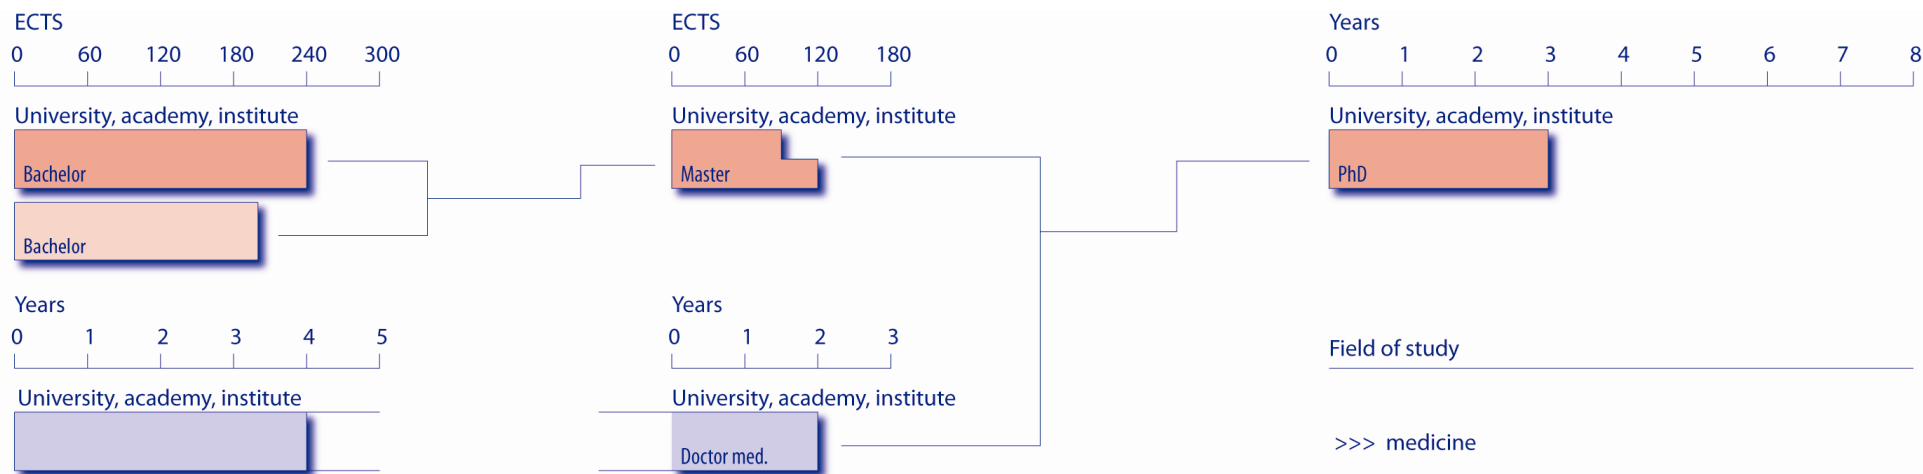 ECTS
0 60 120 180 240 300
University, academy, institute
Bachelor
Bachelor
Years
0 1 2 3 4 5
University, academy, institute
ECTS
0 60 120 180
University, academy, institute
Master
Years
0 1 2 3
University, academy, institute
Doctor med.
Years
0 1 2 3 4 5 6 7 8
University, academy, institute
PhD
Field of study
>>> medicine